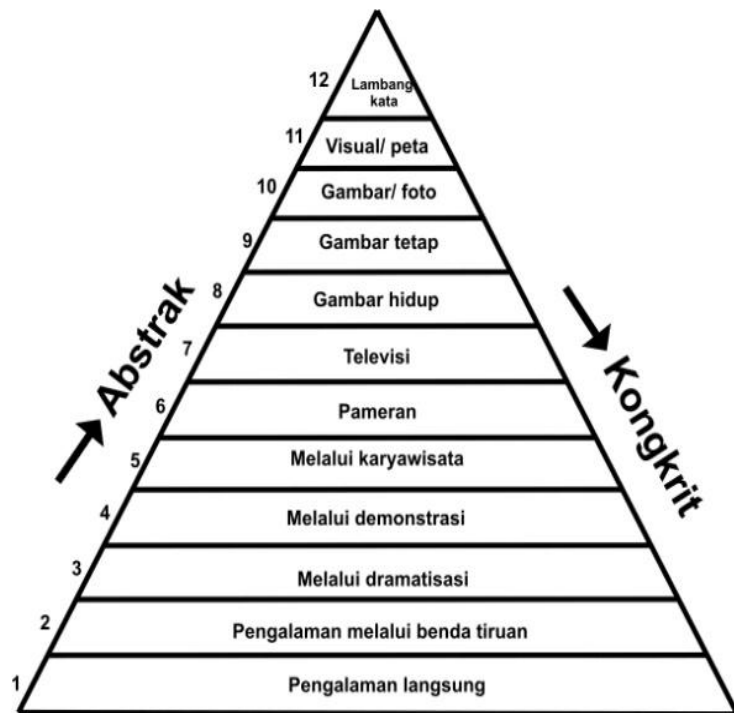 12
Lambang
kata
11
Visual/ peta
10
Gambar/ foto
9
Gambar tetap
8
Gambar hidup
7
Televisi
6
Pameran
5
Melalui karyawisata
4
Melalui demonstrasi
3
Melalui dramatisasi
2
Pengalaman melalui benda tiruan
1
Pengalaman langsung
Abstrak
Kongkrit